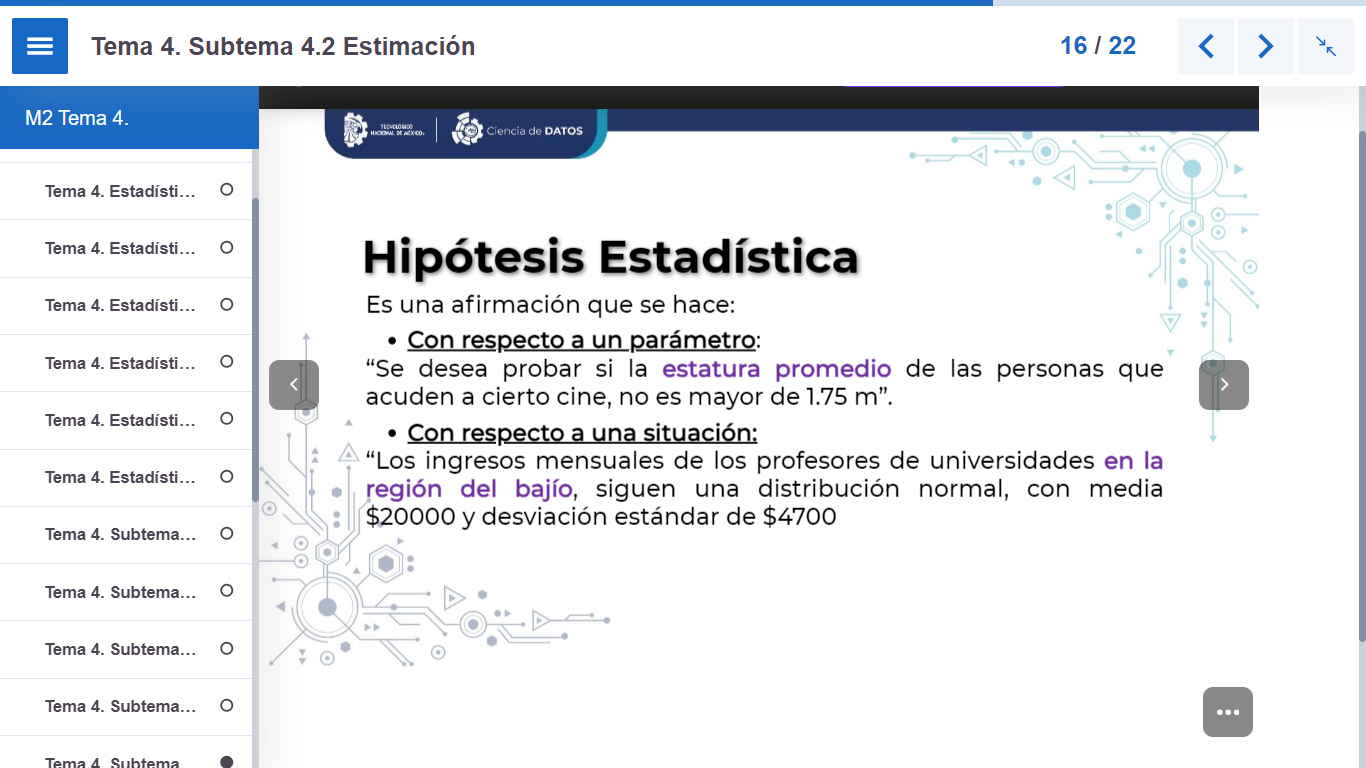 Tema 4. Subtema 4.2 Estimación
16 / 22
M2 Tema 4.
Tema 4. Estadísti...
Tema 4. Estadísti...
Tema 4. Estadísti...
Tema 4. Estadísti...
Tema 4. Estadísti...
Tema 4. Estadísti...
Tema 4. Subtema...
Tema 4. Subtema...
Tema 4. Subtema...
Tema 4. Subtema...
Tema 4. Subtema
TECNOLÓGICO
NACIONAL DE MÉXICO
Ciencia de DATOS
Hipótesis Estadística
Es una afirmación que se hace:
• Con respecto a un parámetro:
“Se desea probar si la estatura promedio de las personas que
acuden a cierto cine, no es mayor de 1.75 m”.
• Con respecto a una situación:
“Los ingresos mensuales de los profesores de universidades en la
región del bajío, siguen una distribución normal, con media
$20000 y desviación estándar de $4700